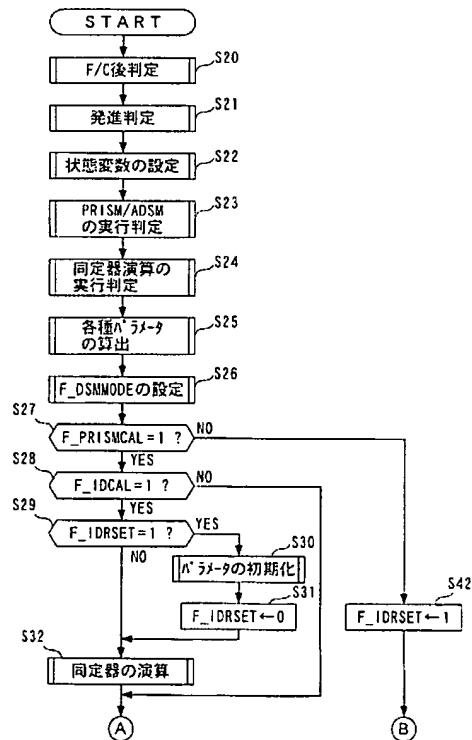 START
S20
F/C後判定
S21
発進判定
S22
状態変数の設定
S23
PRISM/ADSM
の実行判定
S24
同定器演算の
実行判定
S25
各種パラメータ
の算出
S26
F_DSMMODEの設定
S27
F_PRISMCAL=1 ?
NO
YES
S28
F_IDCAL=1 ?
NO
YES
S29
F_IDRSET=1 ?
YES
NO
S30
パラメータの初期化
S31
F_IDRSET←0
S42
F_IDRSET←1
S32
同定器の演算
A
B